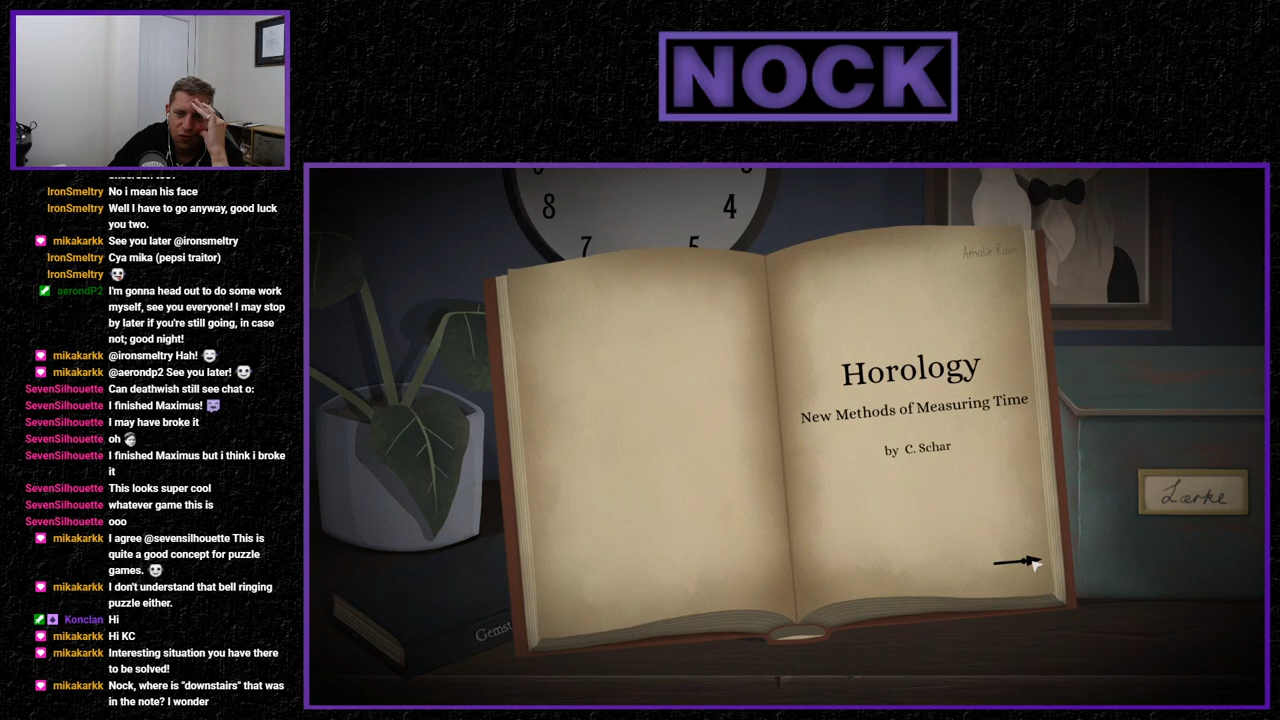 NOCK
IronSmeltry No i mean his face
IronSmeltry Well I have to go anyway, good luck
you two.
mikakarkk See you later @ironsmeltry
IronSmeltry Cya mika (pepsi traitor)
IronSmeltry
aerondP2 I'm gonna head out to do some work
myself, see you everyone! I may stop
by later if you're still going, in case
not; good night!
mikakarkk @ironsmeltry Hah!
mikakarkk @aerondp2 See you later!
SevenSilhouette Can deathwish still see chat o:
SevenSilhouette I finished Maximus!
SevenSilhouette I may have broke it
SevenSilhouette oh
SevenSilhouette I finished Maximus but i think i broke
it
SevenSilhouette This looks super cool
SevenSilhouette whatever game this is
SevenSilhouette ooo
mikakarkk I agree @sevensilhouette This is
quite a good concept for puzzle
games.
mikakarkk I don't understand that bell ringing
puzzle either.
Konclan Hi
mikakarkk Hi KC
mikakarkk Interesting situation you have there
to be solved!
mikakarkk Nock, where is "downstairs" that was
in the note? I wonder
8 4
7 5
Amalie Ravn
Horology
New Methods of Measuring Time
by C. Schar
Lærke
Gemst